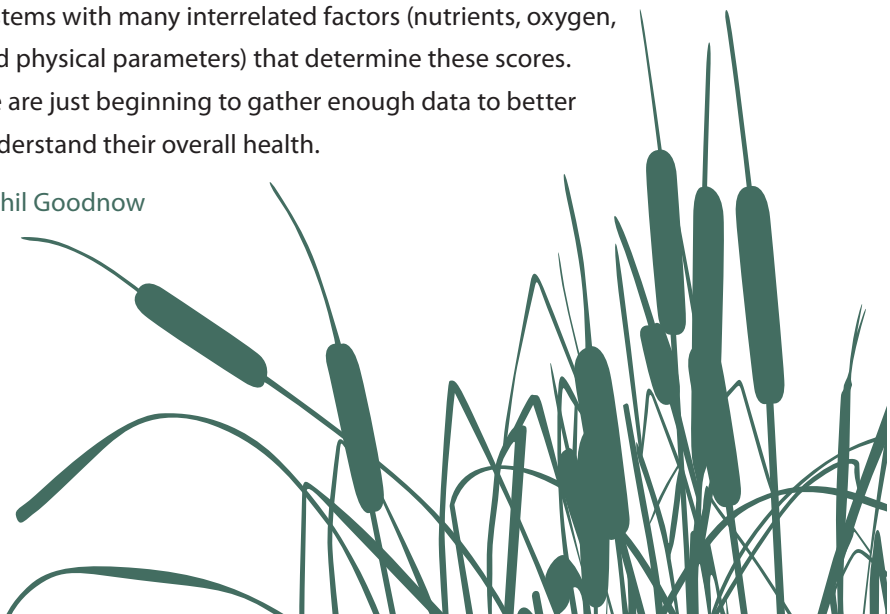 stems with many interrelated factors (nutrients, oxygen,
d physical parameters) that determine these scores.
e are just beginning to gather enough data to better
derstand their overall health.
hil Goodnow